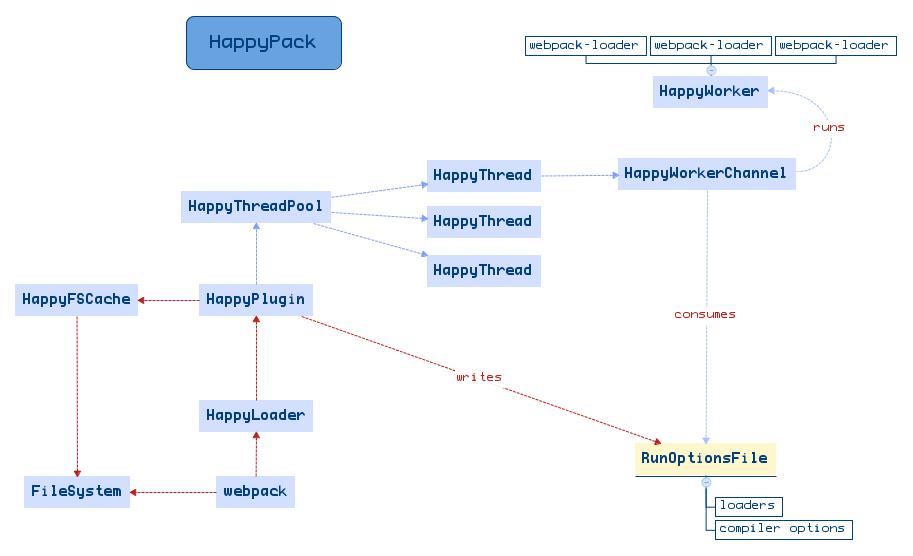 HappyPack
webpack-loader
webpack-loader
webpack-loader
HappyWorker
runs
HappyThread
HappyWorkerChannel
HappyThreadPool
HappyThread
HappyThread
HappyFSCache
HappyPlugin
consumes
writes
HappyLoader
RunOptionsFile
FileSystem
webpack
loaders
compiler options